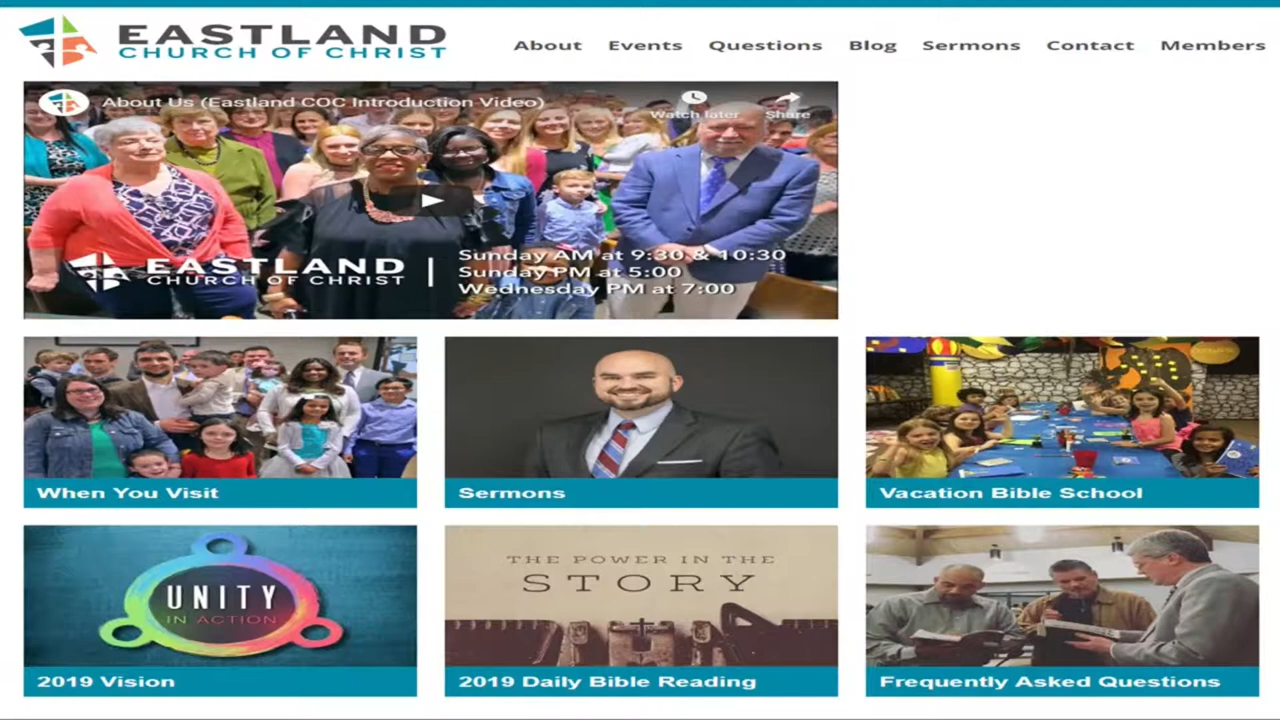 EASTLAND
CHURCH OF CHRIST
About Events Questions Blog Sermons Contact Members
About Us (Eastland COC Introduction Video)
Watch later Share
EASTLAND
CHURCH OF CHRIST
Sunday AM at 9:30 & 10:30
Sunday PM at 5:00
Wednesday PM at 7:00
When You Visit
Sermons
Vacation Bible School
UNITY
IN ACTION
THE POWER IN THE
STORY
2019 Vision
2019 Daily Bible Reading
Frequently Asked Questions